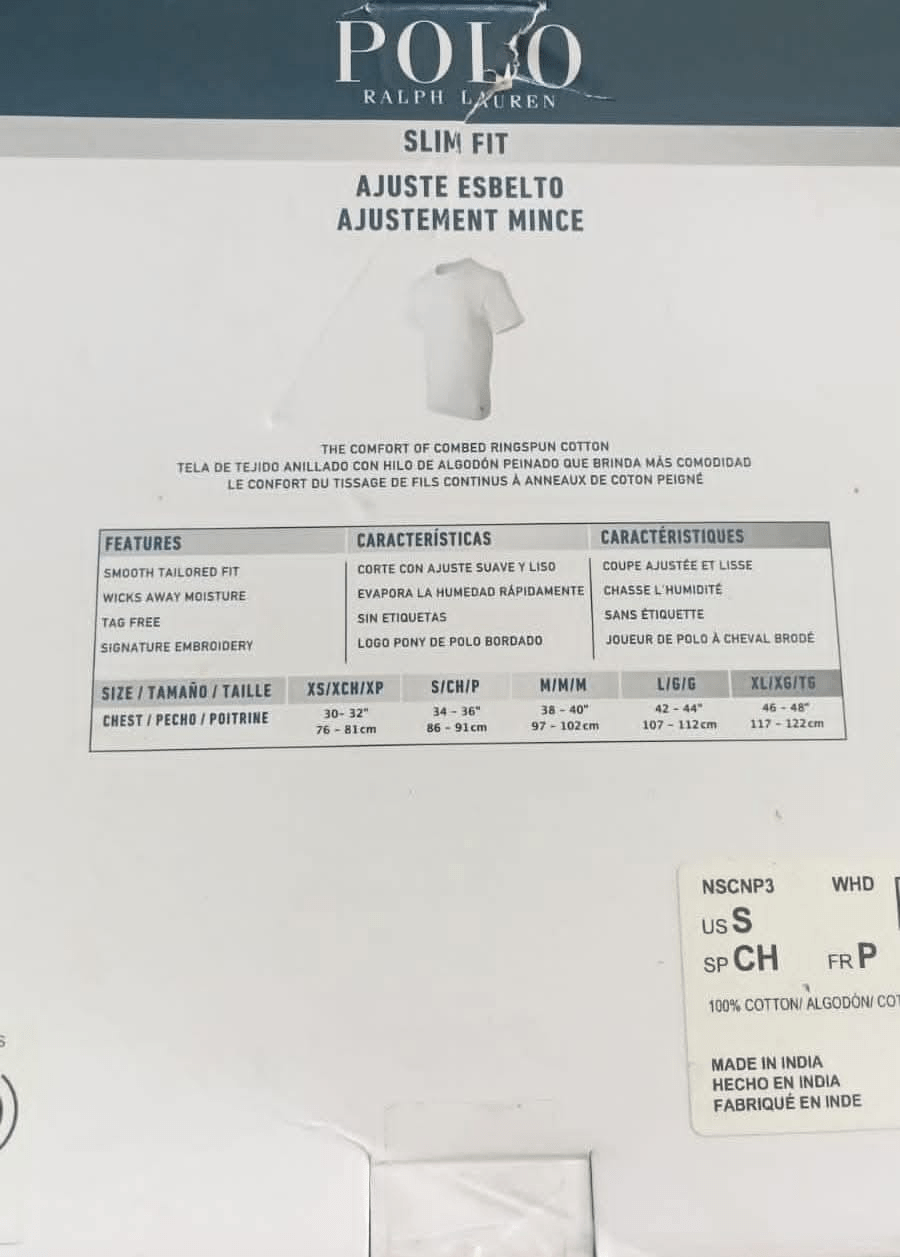 POLO
RALPH LAUREN
SLIM FIT
AJUSTE ESBELTO
AJUSTEMENT MINCE
THE COMFORT OF COMBED RINGSPUN COTTON
TELA DE TEJIDO ANILLADO CON HILO DE ALGODÓN PEINADO QUE BRINDA MÁS COMODIDAD
LE CONFORT DU TISSAGE DE FILS CONTINUS À ANNEAUX DE COTON PEIGNÉ
FEATURES CARACTERÍSTICAS CARACTÉRISTIQUES
SMOOTH TAILORED FIT CORTE CON AJUSTE SUAVE Y LISO COUPE AJUSTÉE ET LISSE
WICKS AWAY MOISTURE EVAPORA LA HUMEDAD RÁPIDAMENTE CHASSE L'HUMIDITÉ
TAG FREE SIN ETIQUETAS SANS ÉTIQUETTE
SIGNATURE EMBROIDERY LOGO PONY DE POLO BORDADO JOUEUR DE POLO À CHEVAL BRODÉ
SIZE / TAMAÑO / TAILLE XS/XCH/XP S/CH/P M/M/M L/G/G XL/XG/TG
CHEST / PECHO / POITRINE 30- 32" 34 - 36" 38 - 40" 42 - 44" 46 - 48"
76 - 81cm 86 - 91cm 97 - 102cm 107 - 112cm 117 - 122cm
NSCNP3 WHD
US S
SP CH FR P
100% COTTON/ ALGODÓN/ COT
MADE IN INDIA
HECHO EN INDIA
FABRIQUÉ EN INDE
S